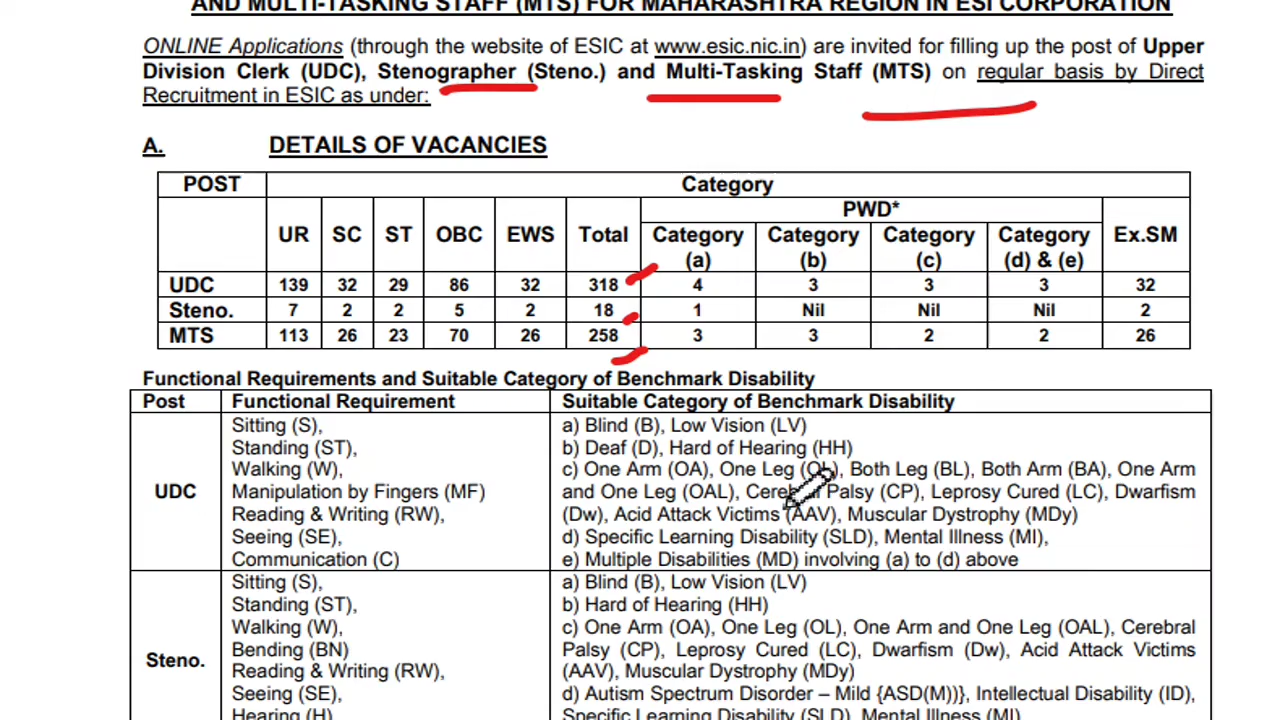 AND MULTI-TASKING STAFF (MTS) FOR MAHARASHTRA REGION IN ESI CORPORATION
ONLINE Applications (through the website of ESIC at www.esic.nic.in) are invited for filling up the post of Upper
Division Clerk (UDC), Stenographer (Steno.) and Multi-Tasking Staff (MTS) on regular basis by Direct
Recruitment in ESIC as under:
A. DETAILS OF VACANCIES
POST Category
PWD*
UR SC ST OBC EWS Total Category (a) Category (b) Category (c) Category (d) & (e) Ex.SM
UDC 139 32 29 86 32 318 4 3 3 3 32
Steno. 7 2 2 5 2 18 1 Nil Nil Nil 2
MTS 113 26 23 70 26 258 3 3 2 2 26
Functional Requirements and Suitable Category of Benchmark Disability
Post Functional Requirement Suitable Category of Benchmark Disability
UDC
Sitting (S),
Standing (ST),
Walking (W),
Manipulation by Fingers (MF)
Reading & Writing (RW),
Seeing (SE),
Communication (C)
a) Blind (B), Low Vision (LV)
b) Deaf (D), Hard of Hearing (HH)
c) One Arm (OA), One Leg (OL), Both Leg (BL), Both Arm (BA), One Arm
and One Leg (OAL), Cerebral Palsy (CP), Leprosy Cured (LC), Dwarfism
(Dw), Acid Attack Victims (AAV), Muscular Dystrophy (MDy)
d) Specific Learning Disability (SLD), Mental Illness (MI),
e) Multiple Disabilities (MD) involving (a) to (d) above
Steno.
Sitting (S),
Standing (ST),
Walking (W),
Bending (BN)
Reading & Writing (RW),
Seeing (SE),
Hearing (H)
a) Blind (B), Low Vision (LV)
b) Hard of Hearing (HH)
c) One Arm (OA), One Leg (OL), One Arm and One Leg (OAL), Cerebral
Palsy (CP), Leprosy Cured (LC), Dwarfism (Dw), Acid Attack Victims
(AAV), Muscular Dystrophy (MDy)
d) Autism Spectrum Disorder – Mild {ASD(M))}, Intellectual Disability (ID),
Specific Learning Disability (SLD), Mental Illness (MI)